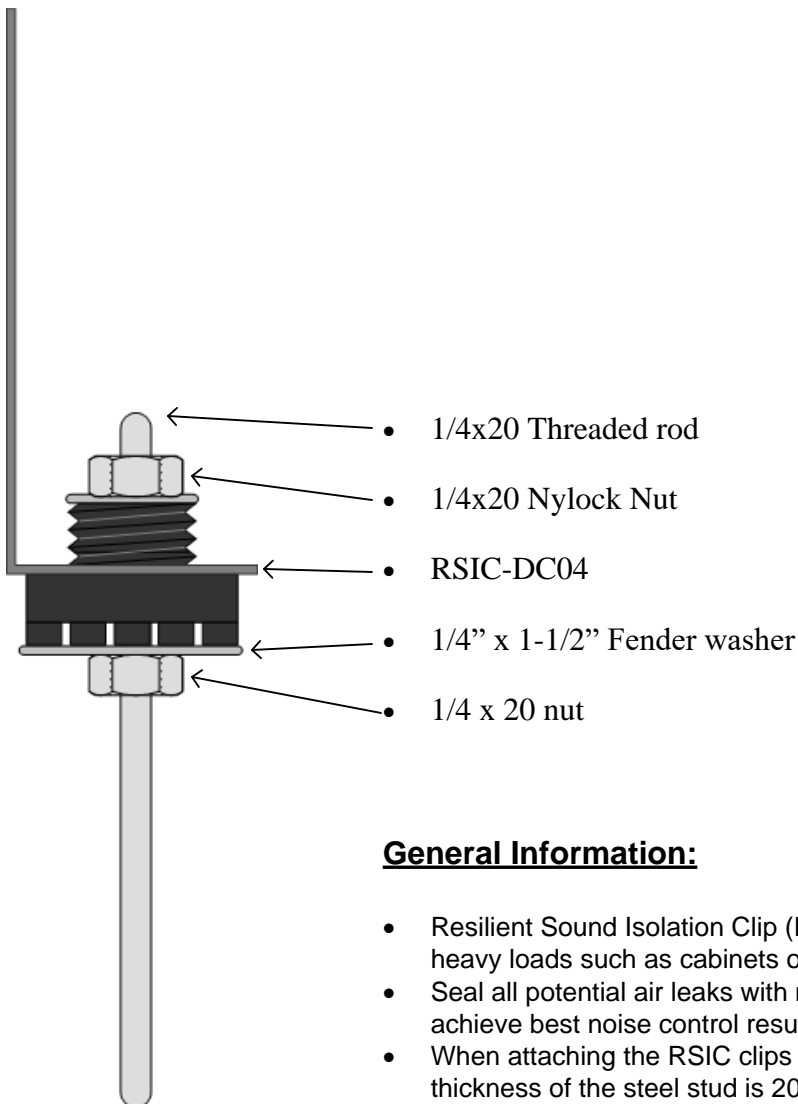 • 1/4x20 Threaded rod
• 1/4x20 Nylock Nut
• RSIC-DC04
• 1/4” x 1-1/2” Fender washer
• 1/4 x 20 nut
General Information:
• Resilient Sound Isolation Clip (
heavy loads such as cabinets o
• Seal all potential air leaks with
achieve best noise control resu
• When attaching the RSIC clips
thickness of the steel stud is 20